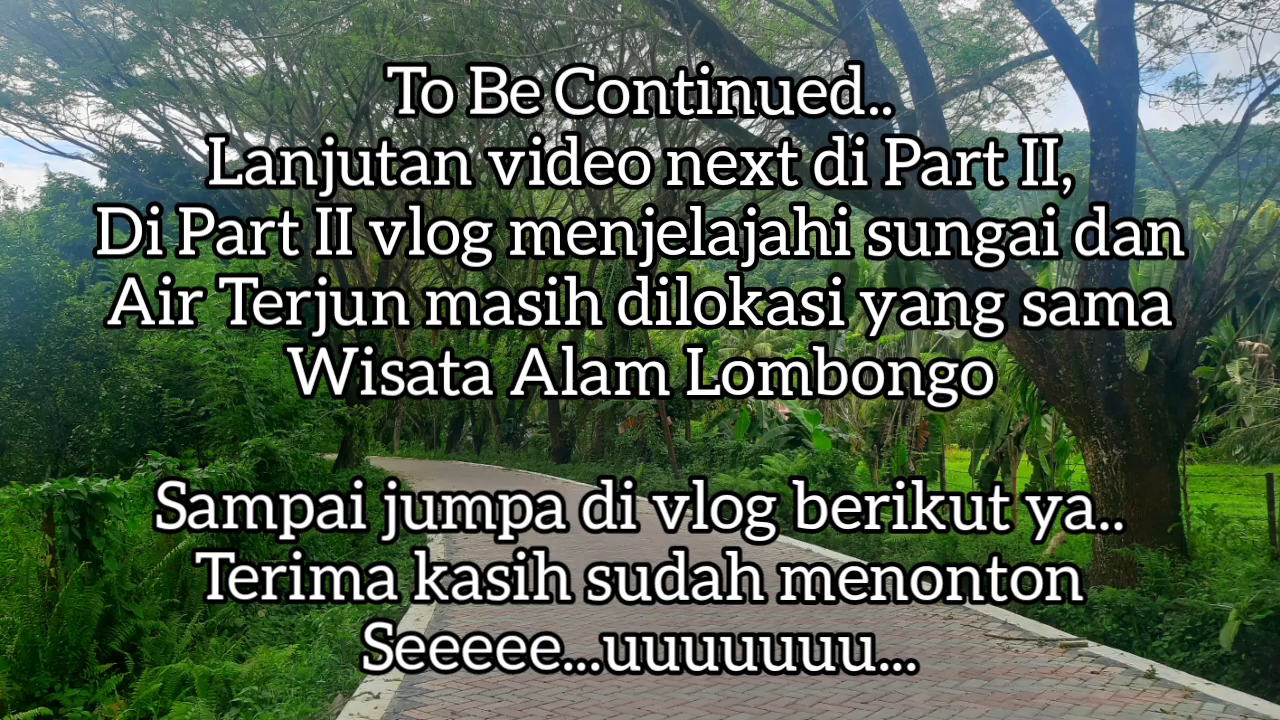 To Be Continued..
Lanjutan video next di Part II,
Di Part II vlog menjelajahi sungai dan
Air Terjun masih dilokasi yang sama
Wisata Alam Lombongo
Sampai jumpa di vlog berikut ya..
Terima kasih sudah menonton
Seeeee...uuuuuuuu...